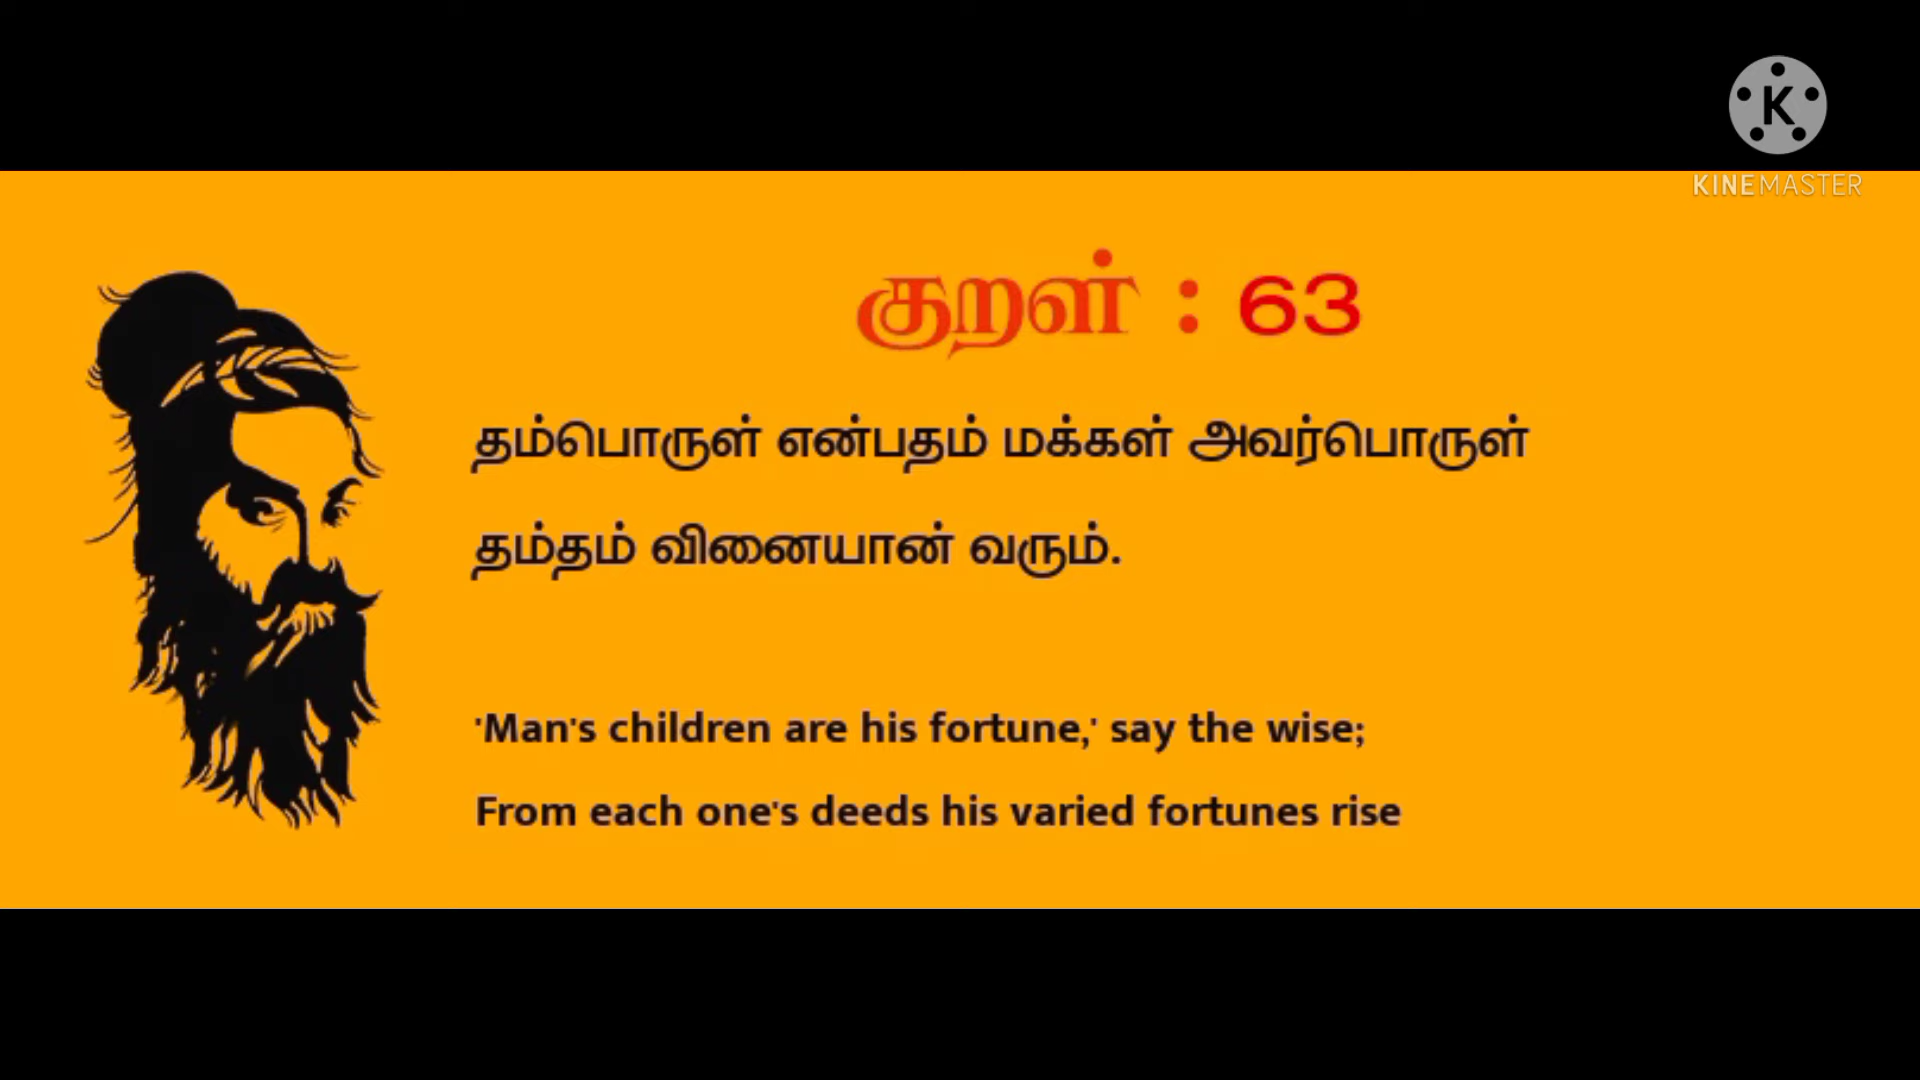 K
KINEMASTER
குறள் : 63
தம்பொருள் என்பதம் மக்கள் அவர்பொருள்
தம்தம் வினையான் வரும்.
'Man's children are his fortune,' say the wise;
From each one's deeds his varied fortunes rise